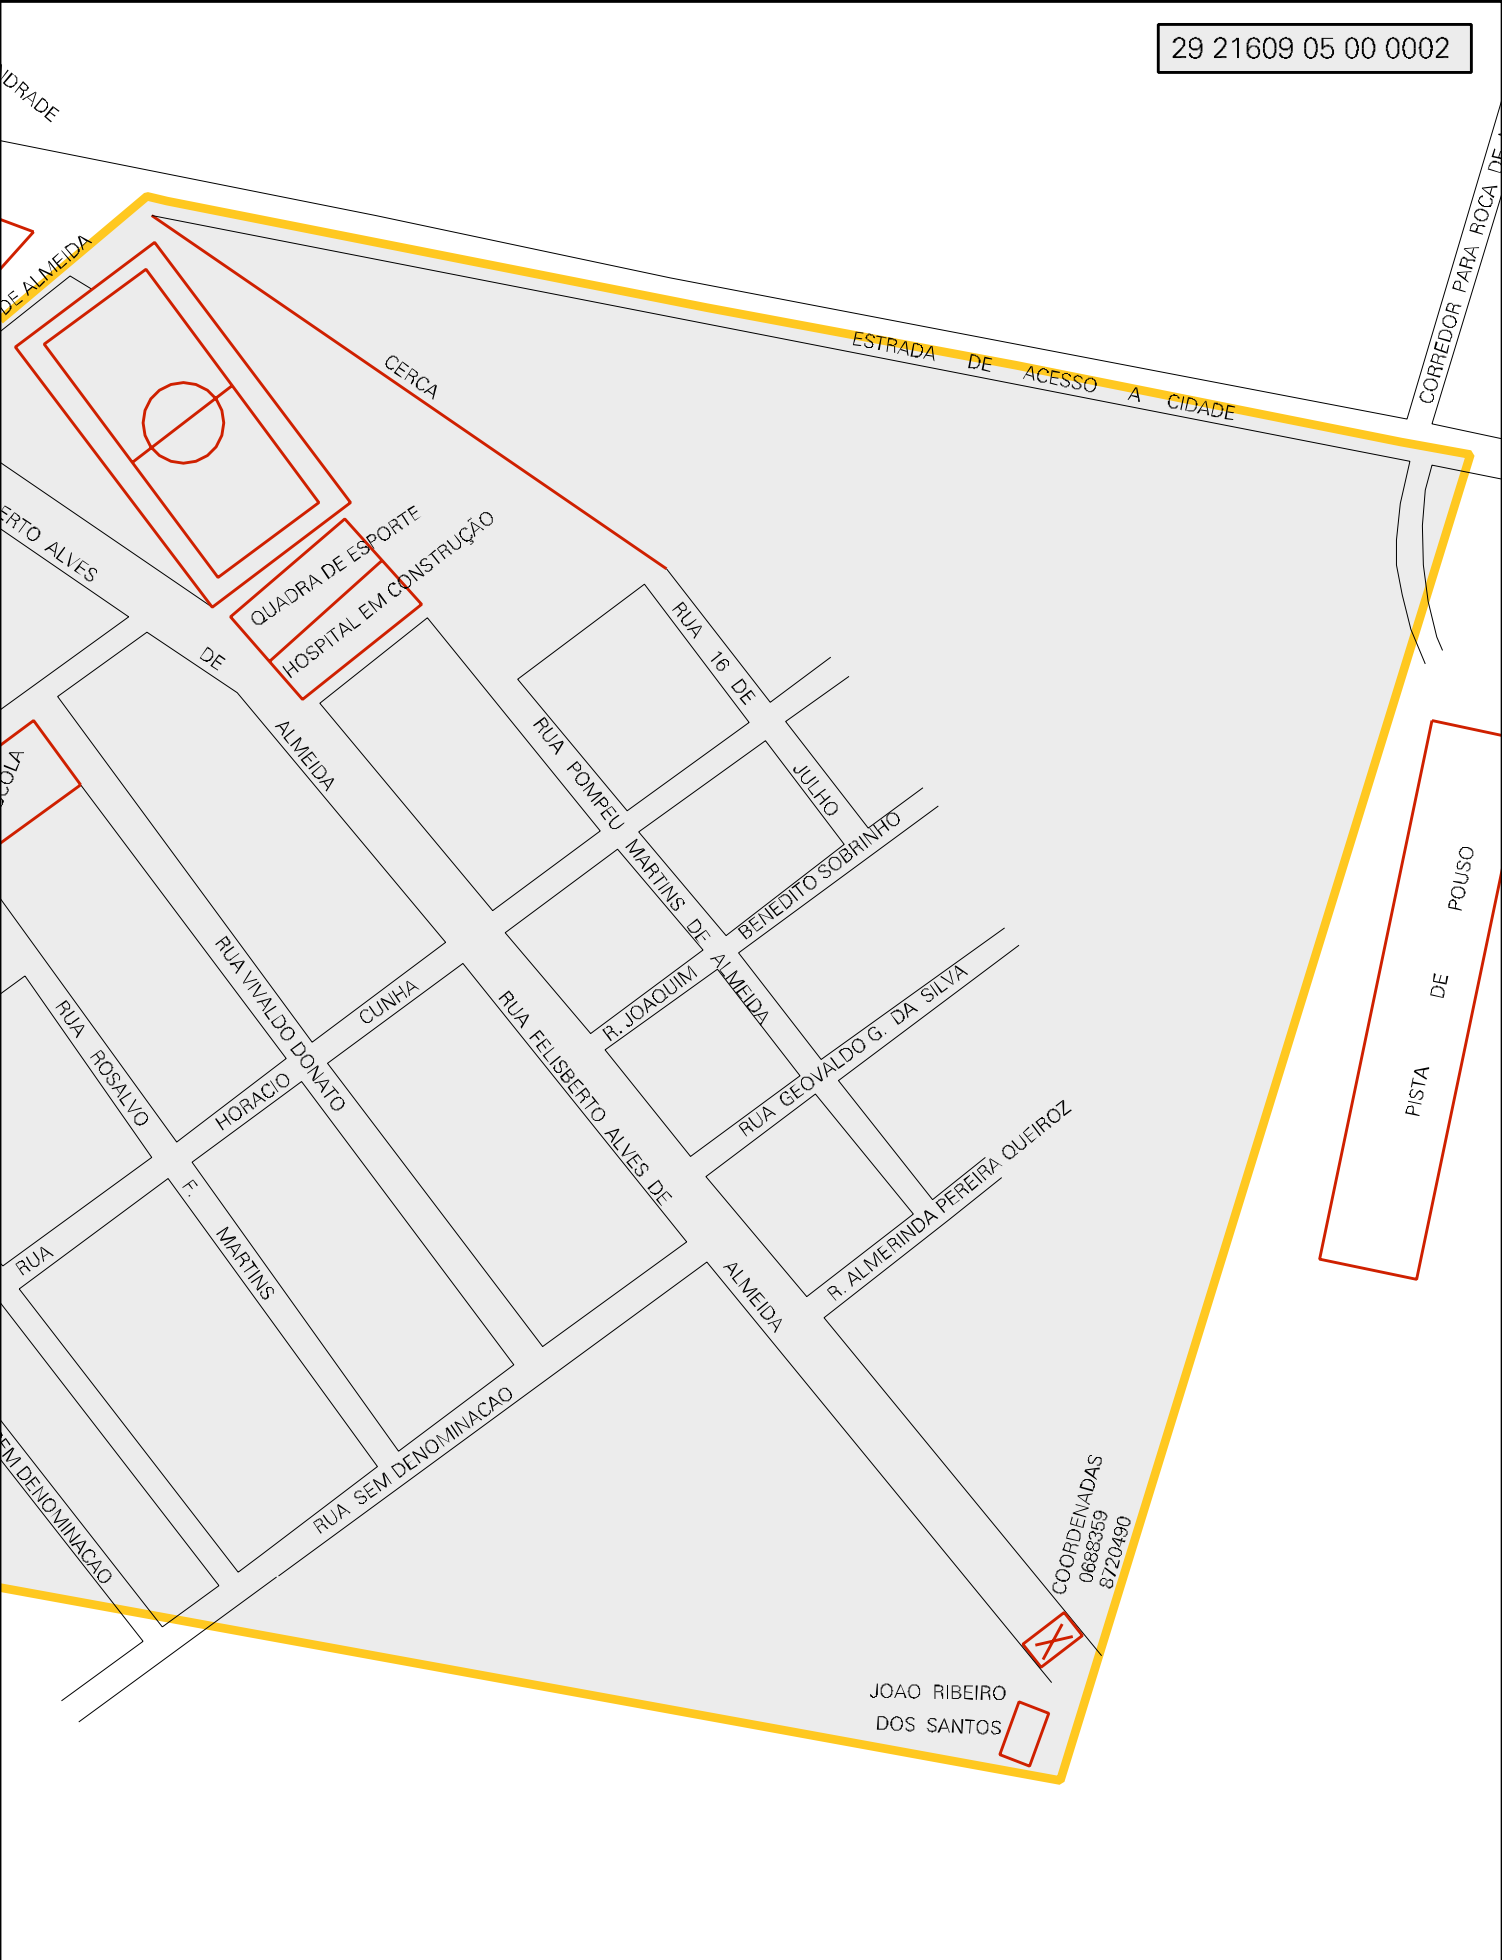 29 21609 05 00 0002
NDRADE
CORREDOR PARA ROCA DE
DE ALMEIDA
ESTRADA DE ACESSO A CIDADE
CERCA
ERTO ALVES
DE
ALMEIDA
QUADRA DE ESPORTE
HOSPITAL EM CONSTRUÇÃO
RUA 16 DE
JULHO
RUA POMPEU MARTINS DE ALMEIDA
COLA
R. JOAQUIM
BENEDITO SOBRINHO
PISTA DE POUSO
RUA VIVALDO DONATO
RUA HORACIO CUNHA
RUA FELISBERTO ALVES DE
ALMEIDA
RUA GEOVALDO G. DA SILVA
RUA ROSALVO
F. MARTINS
R. ALMERINDA PEREIRA QUEIROZ
RUA SEM DENOMINACAO
EM DENOMINACAO
COORDENADAS
0688359
8720490
JOAO RIBEIRO
DOS SANTOS